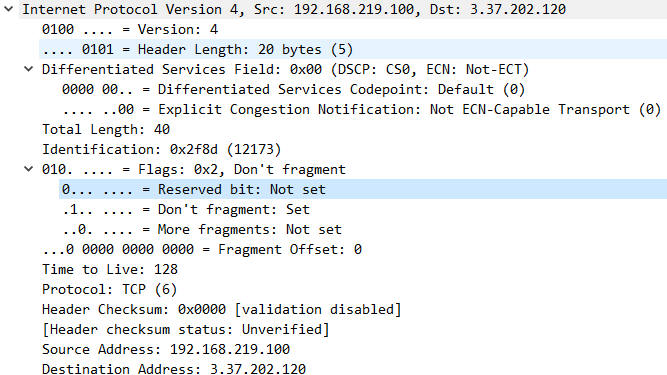 Internet Protocol Version 4, Src: 192.168.219.100, Dst: 3.37.202.120
0100 .... = Version: 4
.... 0101 = Header Length: 20 bytes (5)
Differentiated Services Field: 0x00 (DSCP: CS0, ECN: Not-ECT)
0000 00.. = Differentiated Services Codepoint: Default (0)
.... ..00 = Explicit Congestion Notification: Not ECN-Capable Transport (0)
Total Length: 40
Identification: 0x2f8d (12173)
010. .... = Flags: 0x2, Don't fragment
0... .... = Reserved bit: Not set
.1.. .... = Don't fragment: Set
..0. .... = More fragments: Not set
...0 0000 0000 0000 = Fragment Offset: 0
Time to Live: 128
Protocol: TCP (6)
Header Checksum: 0x0000 [validation disabled]
[Header checksum status: Unverified]
Source Address: 192.168.219.100
Destination Address: 3.37.202.120